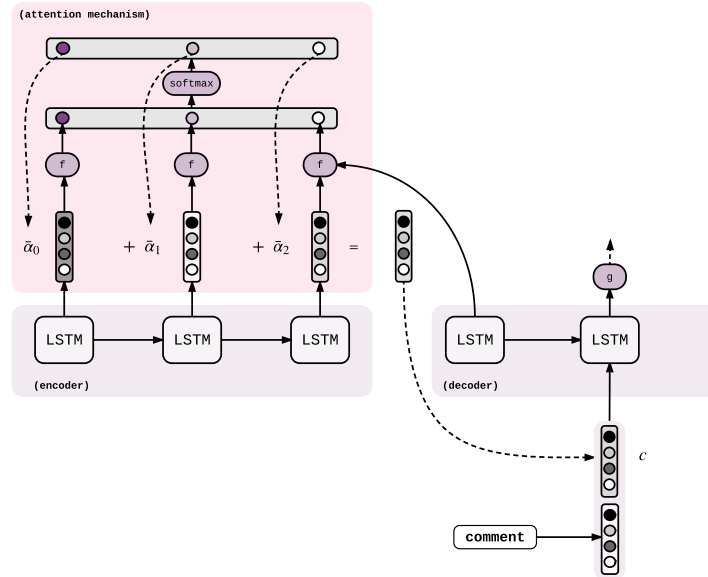 (attention mechanism)
softmax
f f f
ᾱ₀ + ᾱ₁ + ᾱ₂ =
g
LSTM LSTM LSTM LSTM LSTM
(encoder) (decoder)
c
comment